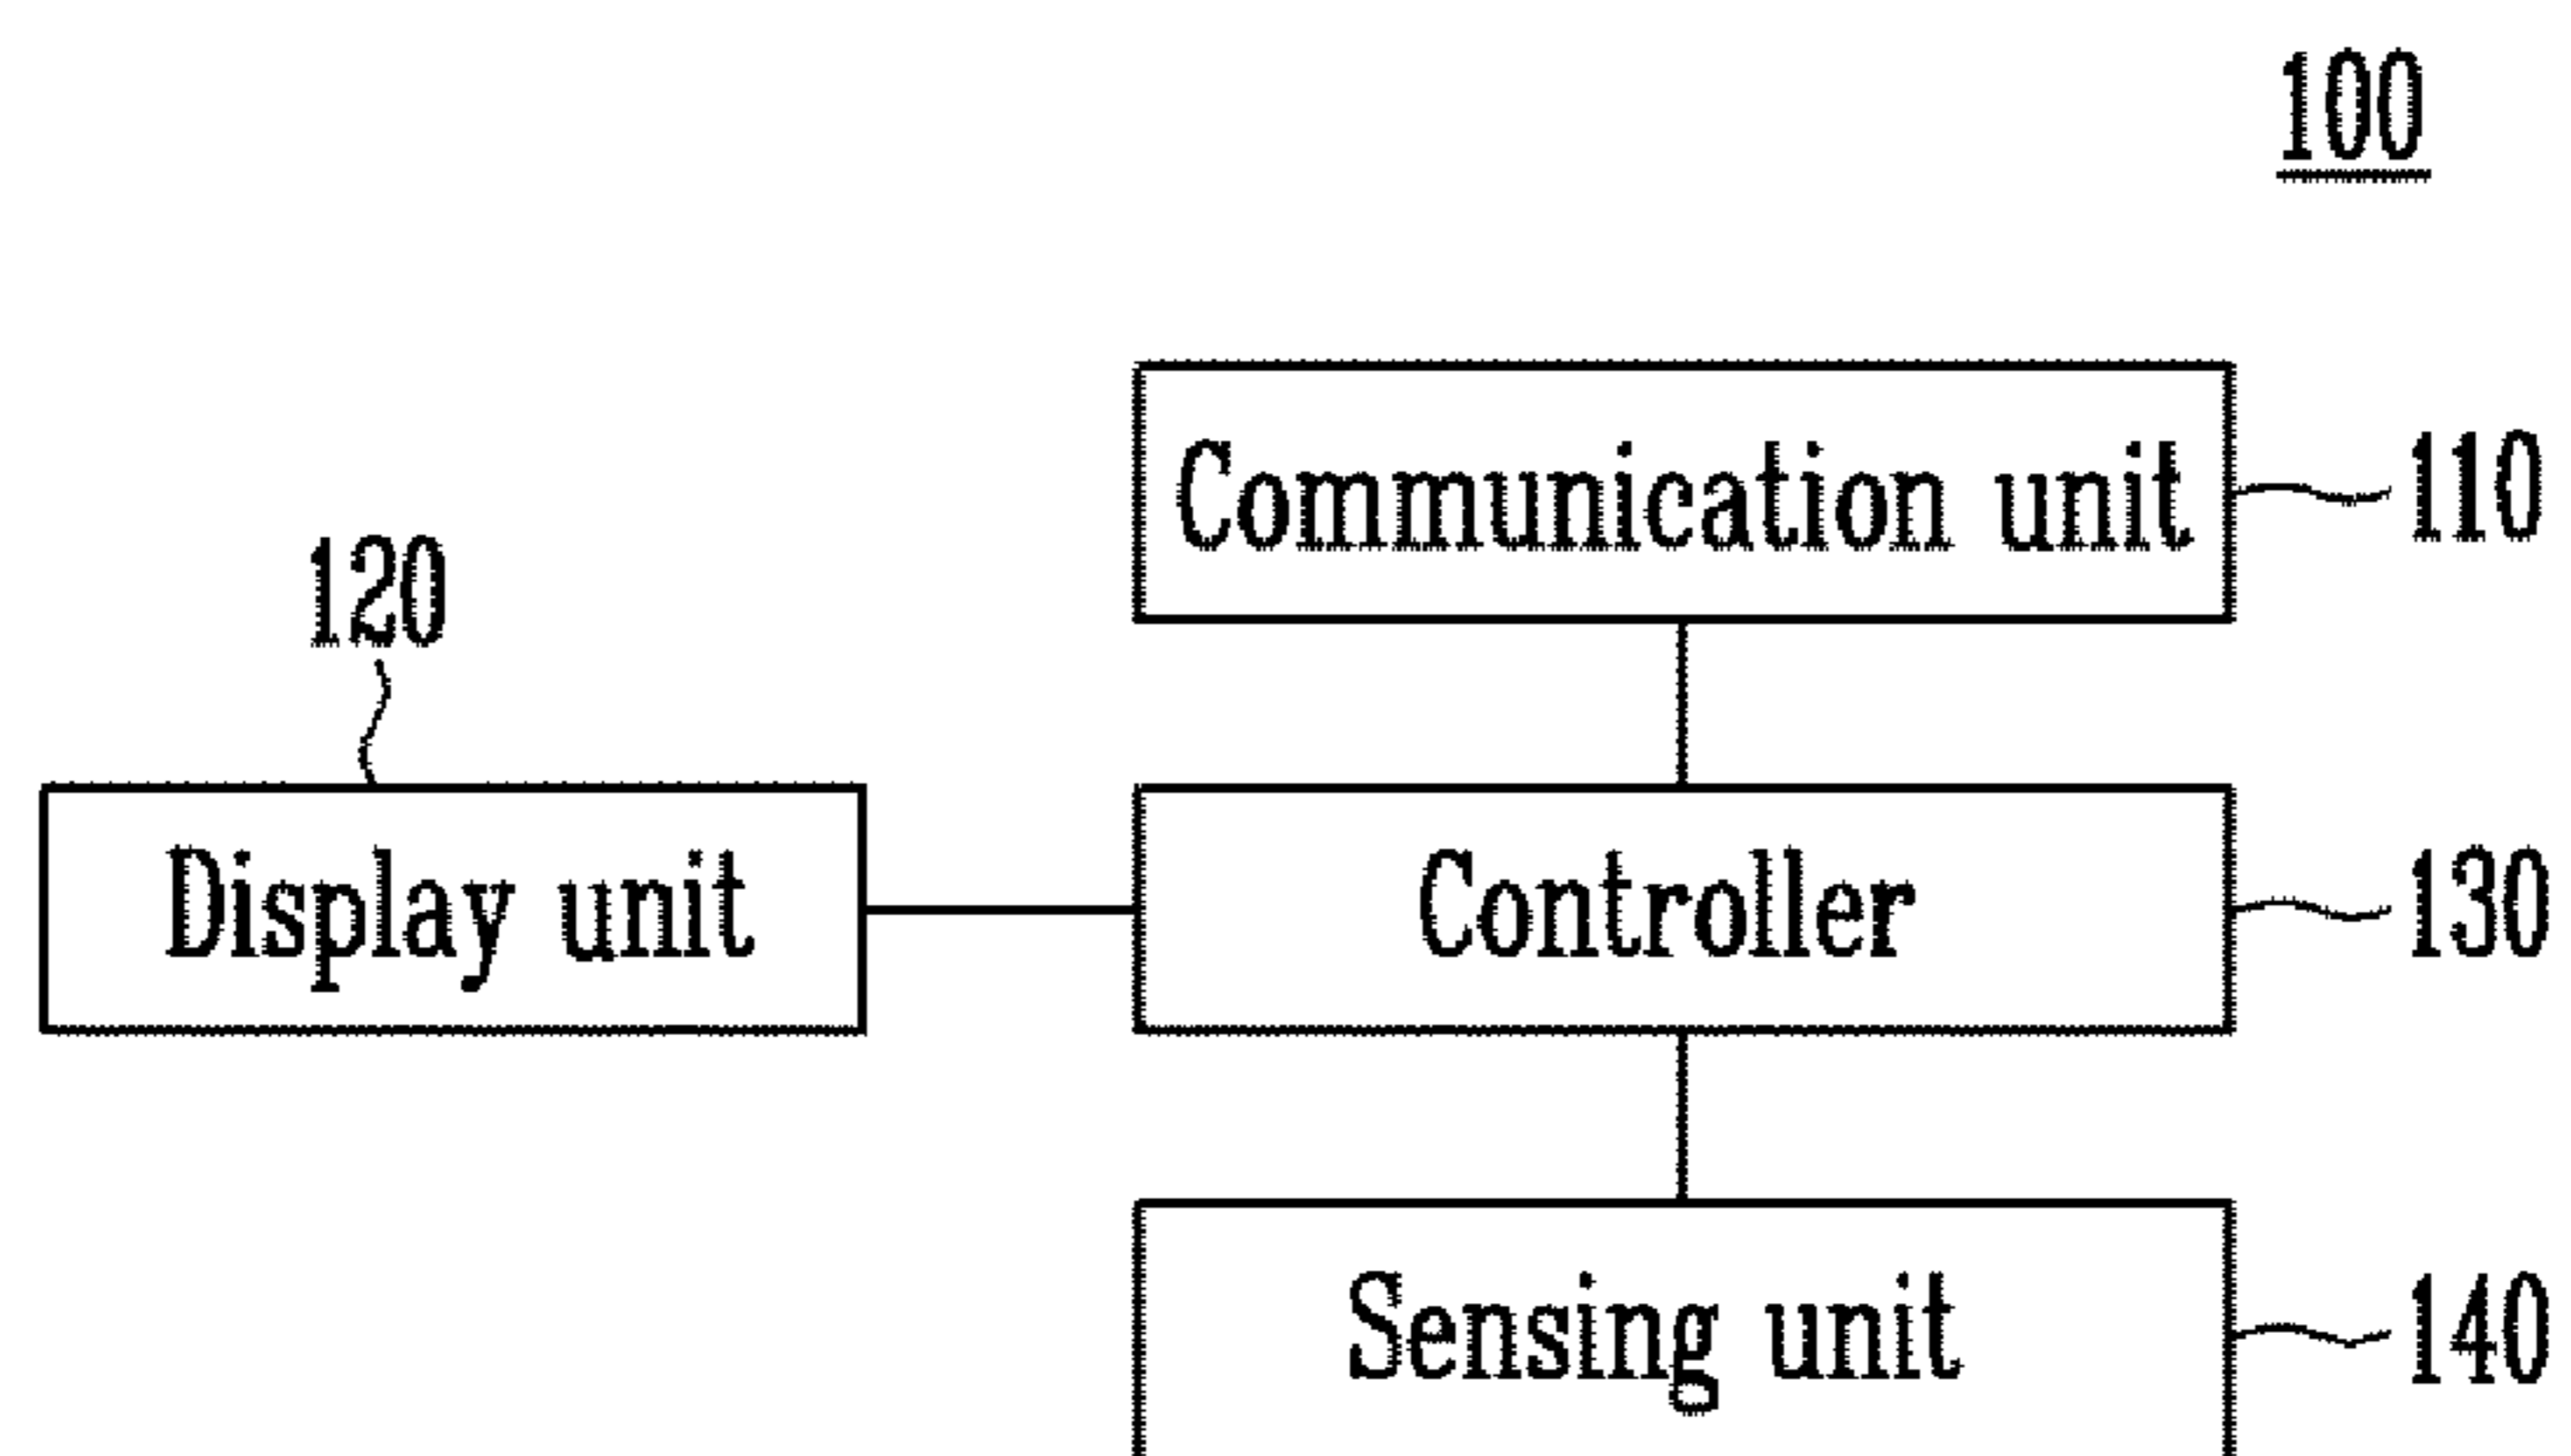 100
Communication unit 110
120
Display unit
Controller 130
Sensing unit 140